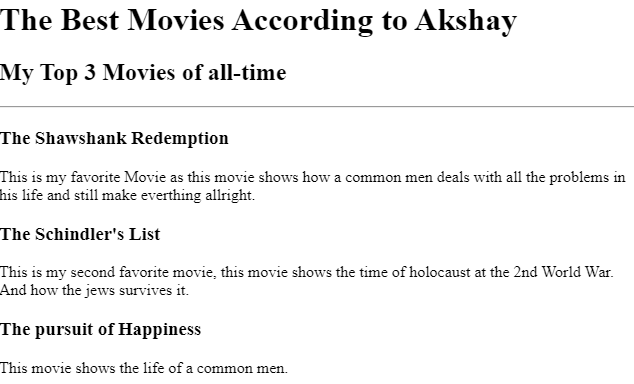 The Best Movies According to Akshay
My Top 3 Movies of all-time
The Shawshank Redemption
This is my favorite Movie as this movie shows how a common men deals with all the problems in
his life and still make everthing allright.
The Schindler's List
This is my second favorite movie, this movie shows the time of holocaust at the 2nd World War.
And how the jews survives it.
The pursuit of Happiness
This movie shows the life of a common men.